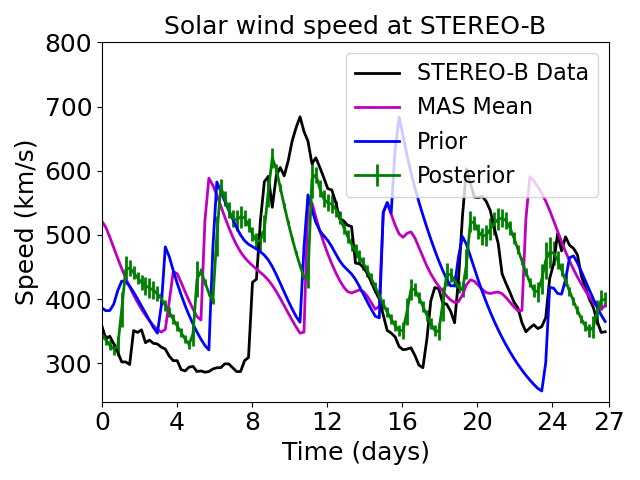 Solar wind speed at STEREO-B
800
700
600
500
400
300
Speed (km/s)
STEREO-B Data
MAS Mean
Prior
Posterior
0 4 8 12 16 20 24 27
Time (days)